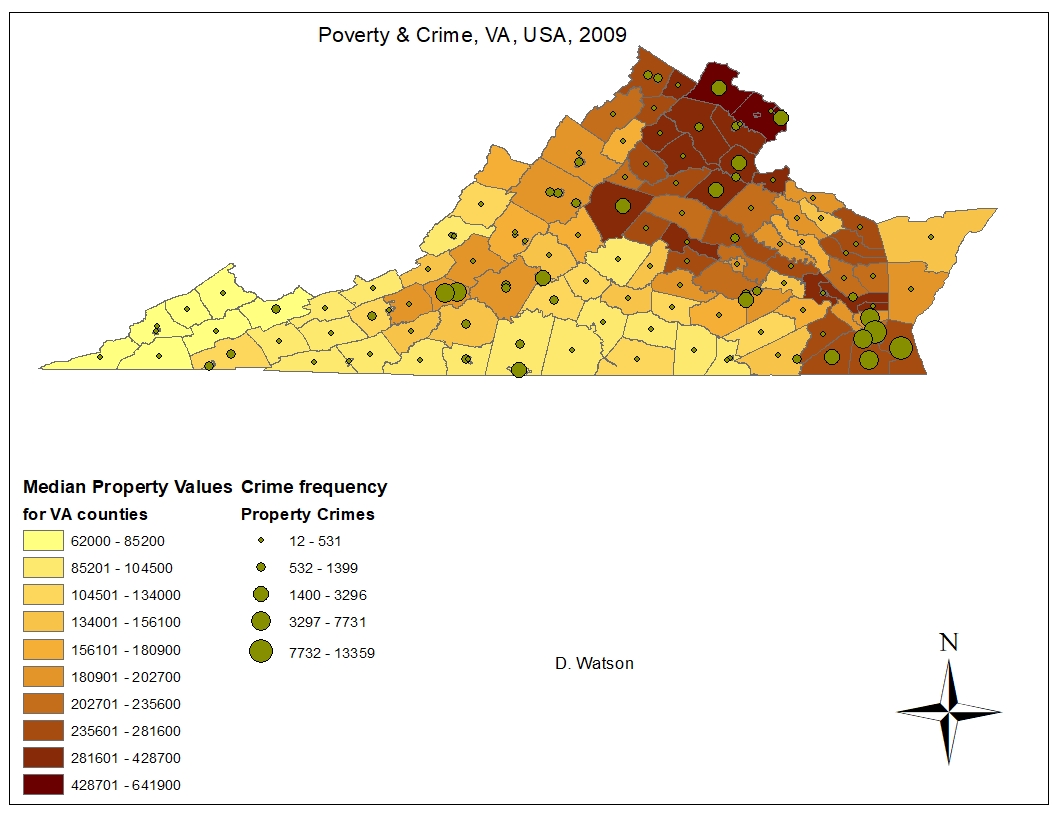 Poverty & Crime, VA, USA, 2009
Median Property Values
for VA counties
62000 - 85200
85201 - 104500
104501 - 134000
134001 - 156100
156101 - 180900
180901 - 202700
202701 - 235600
235601 - 281600
281601 - 428700
428701 - 641900
Crime frequency
Property Crimes
12 - 531
532 - 1399
1400 - 3296
3297 - 7731
7732 - 13359
D. Watson
N